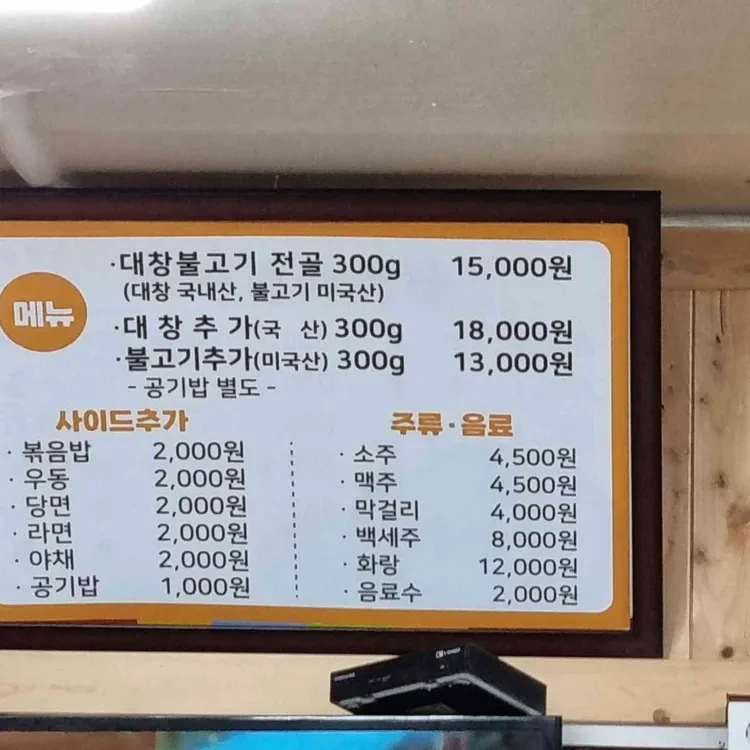 메뉴
·대창불고기 전골 300g 15,000원
(대창 국내산, 불고기 미국산)
·대 창 추 가(국 산) 300g 18,000원
·불고기추가(미국산) 300g 13,000원
- 공기밥 별도 -
사이드추가
· 볶음밥 2,000원
· 우동 2,000원
· 당면 2,000원
· 라면 2,000원
· 야채 2,000원
· 공기밥 1,000원
주류·음료
· 소주 4,500원
· 맥주 4,500원
· 막걸리 4,000원
· 백세주 8,000원
· 화랑 12,000원
· 음료수 2,000원